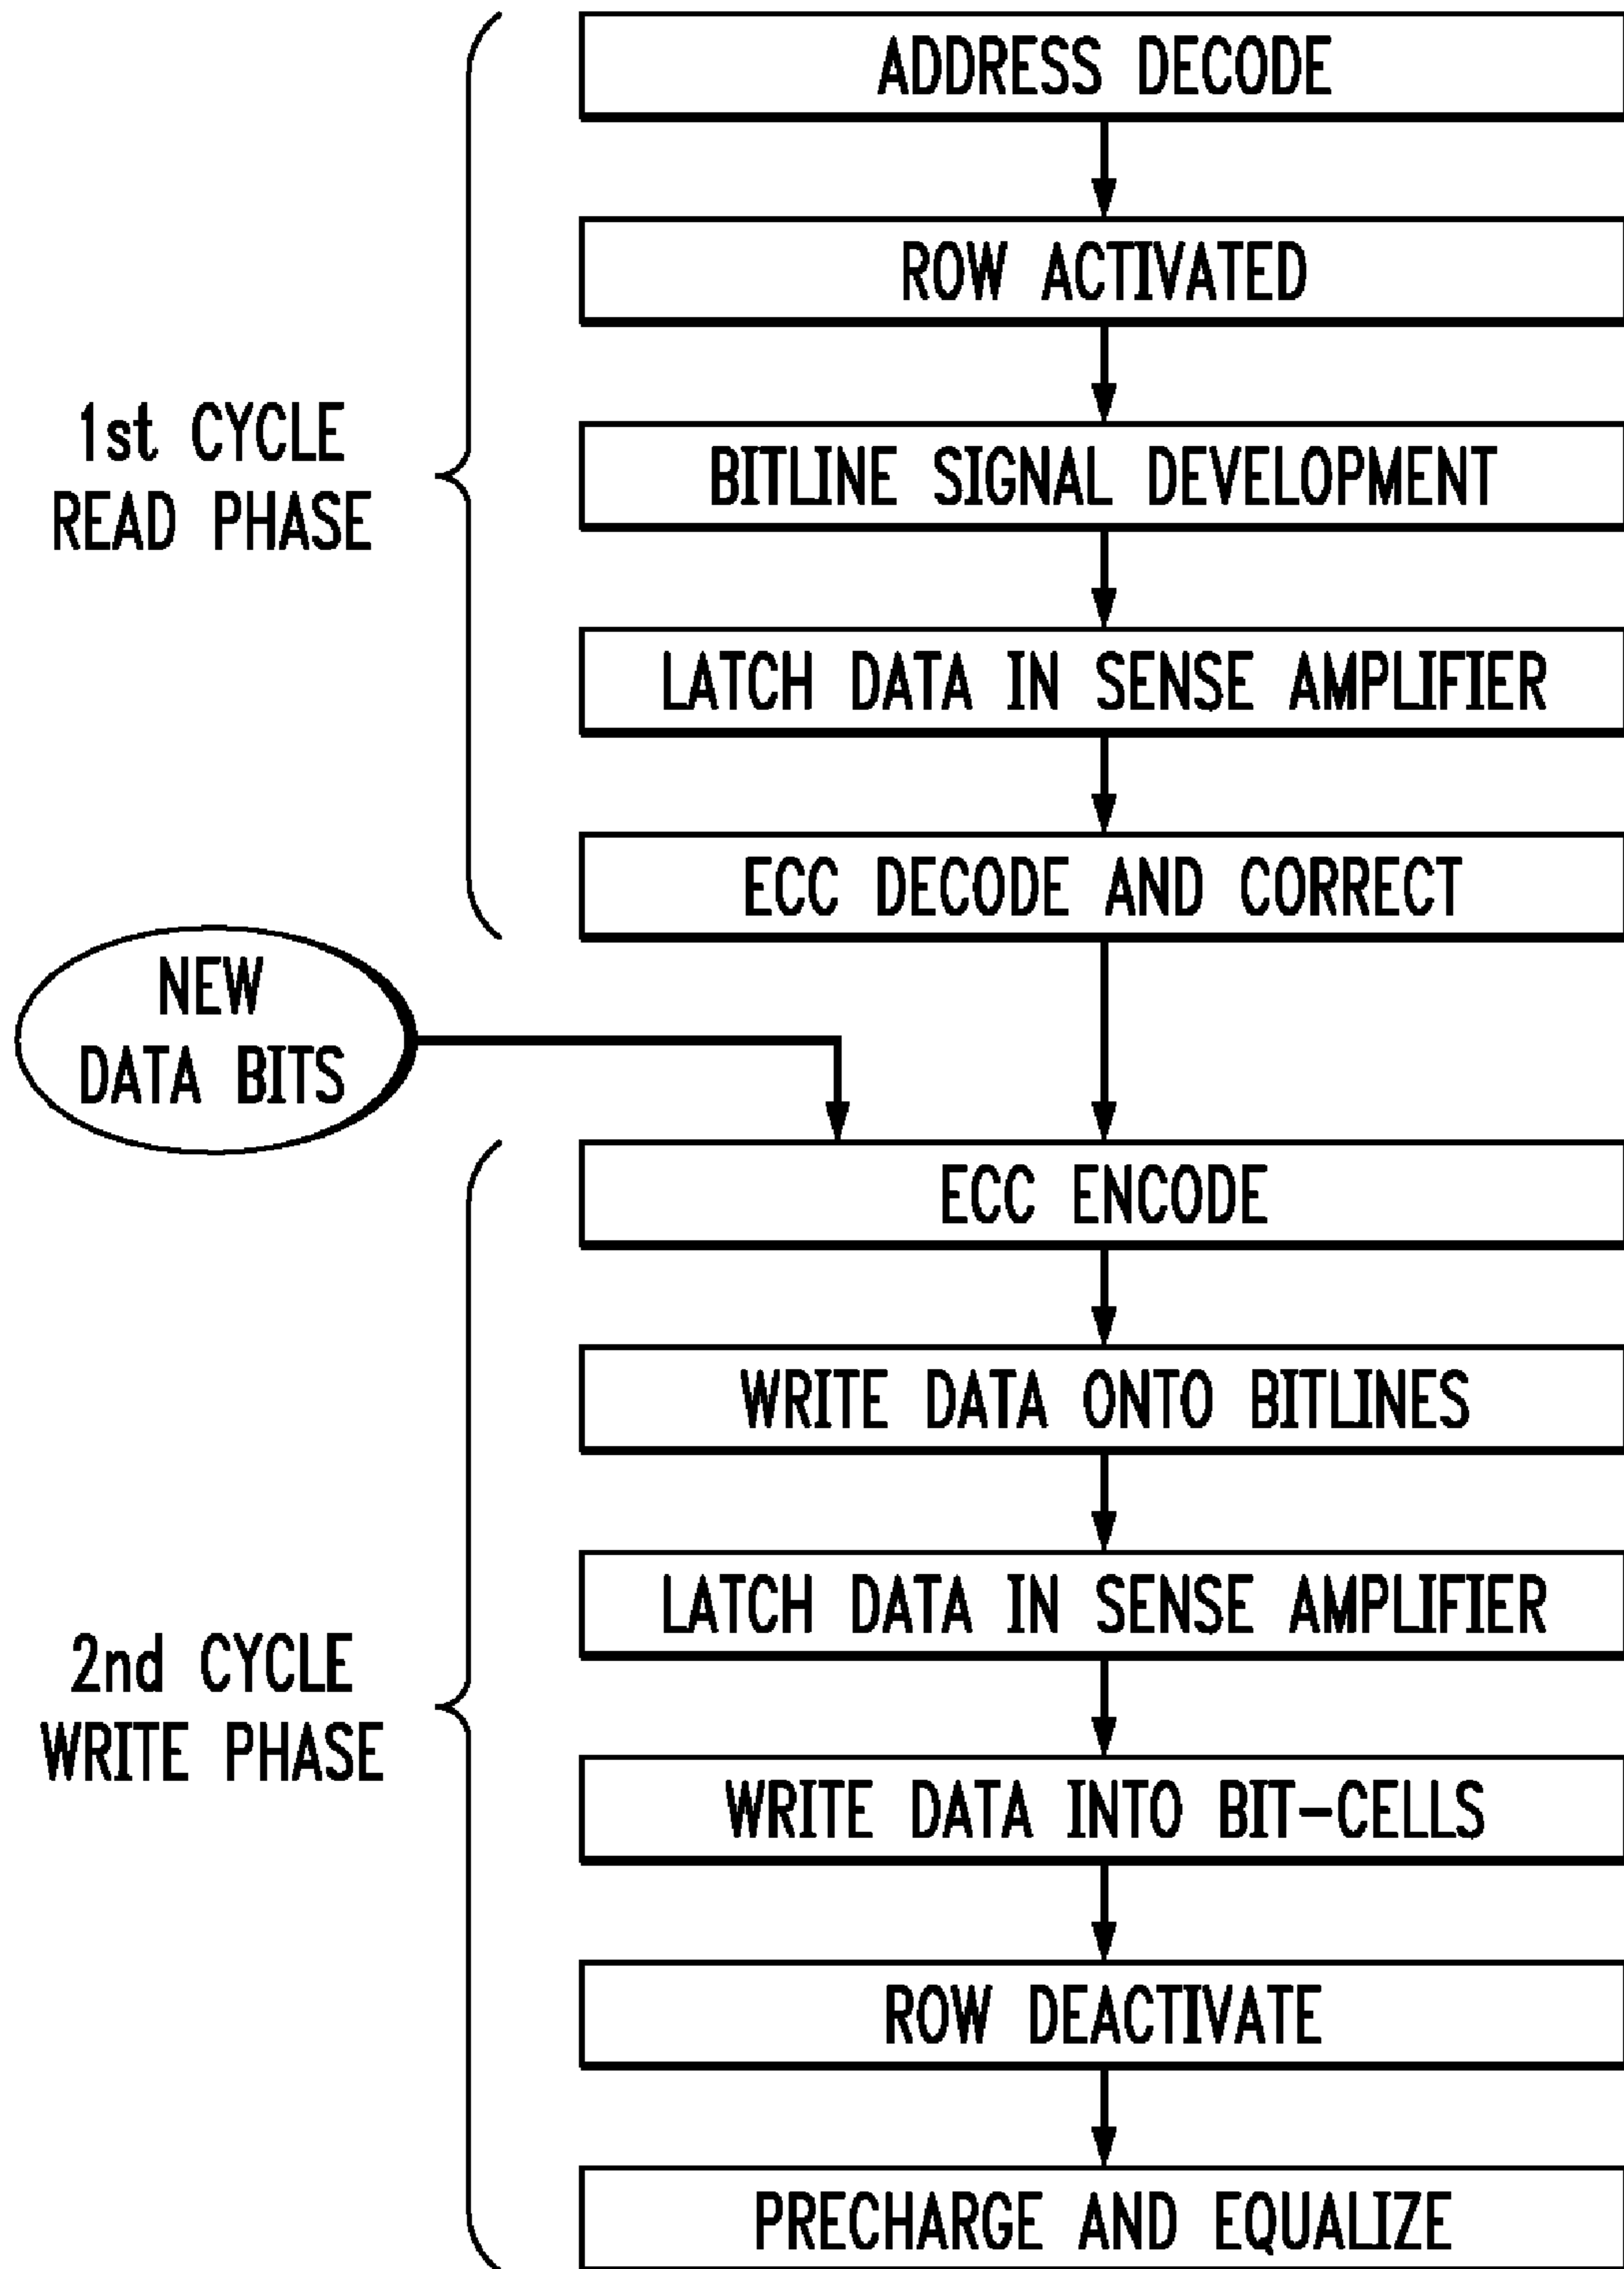 ADDRESS DECODE
ROW ACTIVATED
1st CYCLE
READ PHASE
BITLINE SIGNAL DEVELOPMENT
LATCH DATA IN SENSE AMPLIFIER
ECC DECODE AND CORRECT
NEW
DATA BITS
ECC ENCODE
WRITE DATA ONTO BITLINES
LATCH DATA IN SENSE AMPLIFIER
2nd CYCLE
WRITE PHASE
WRITE DATA INTO BIT-CELLS
ROW DEACTIVATE
PRECHARGE AND EQUALIZE